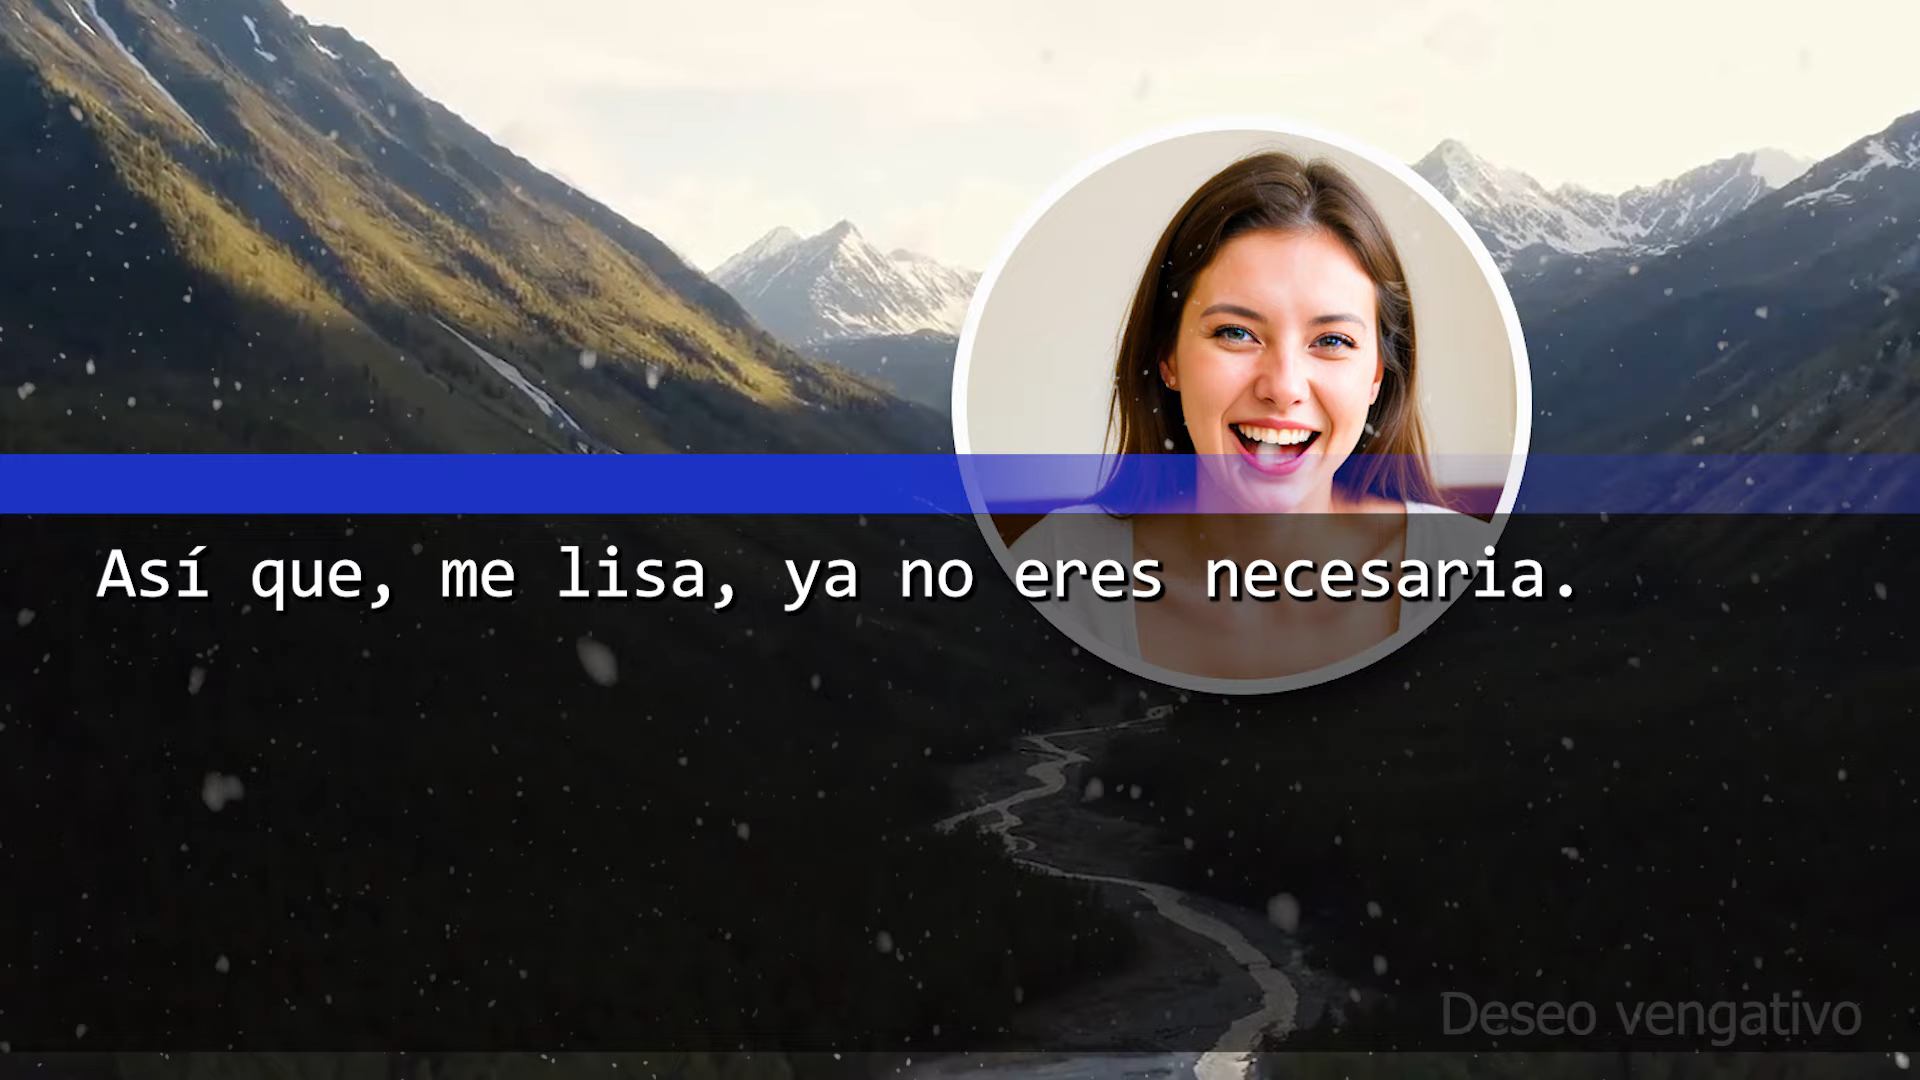 Así que, me lisa, ya no eres necesaria.
Deseo vengativo